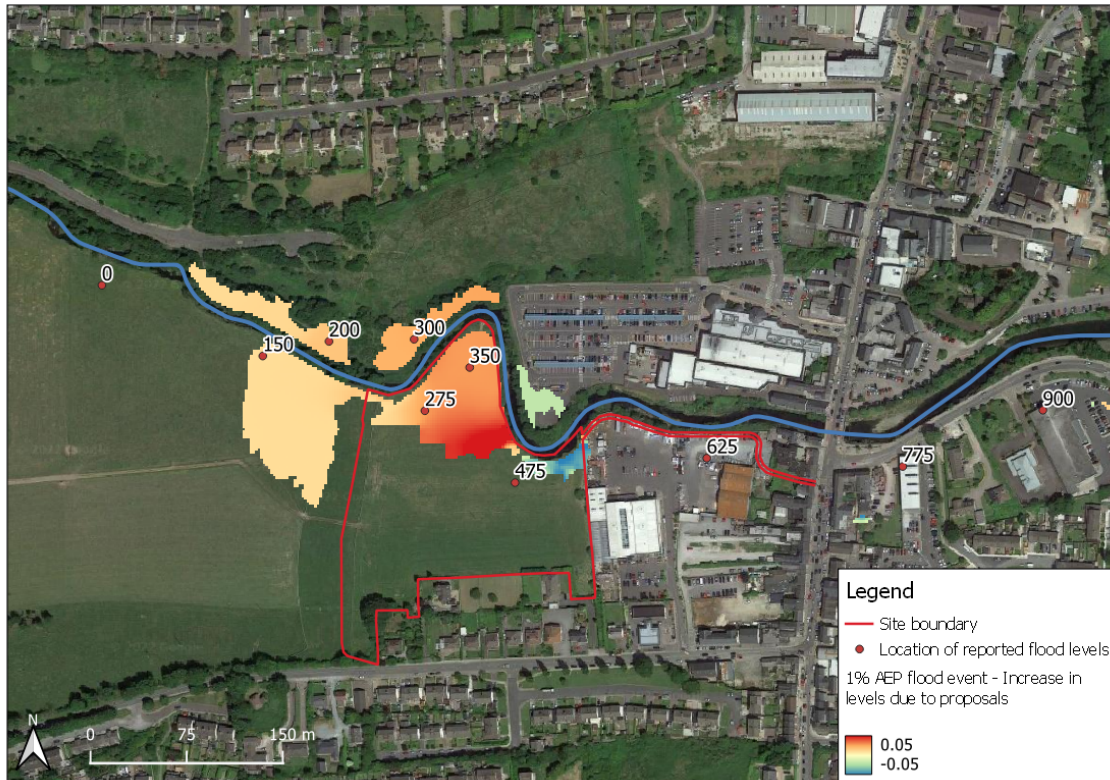 0
200
300
150
350
275
900
625
775
475
Legend
Site boundary
Location of reported flood levels
1% AEP flood event - Increase in
levels due to proposals
0.05
-0.05
N
0 75 150 m